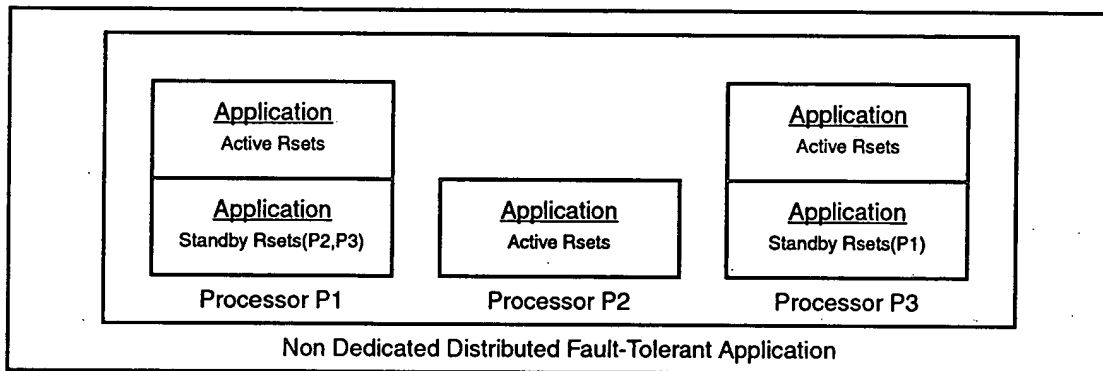 Application
Active Rsets
Application
Standby Rsets(P2,P3)
Processor P1
Application
Active Rsets
Processor P2
Application
Active Rsets
Application
Standby Rsets(P1)
Processor P3
Non Dedicated Distributed Fault-Tolerant Application